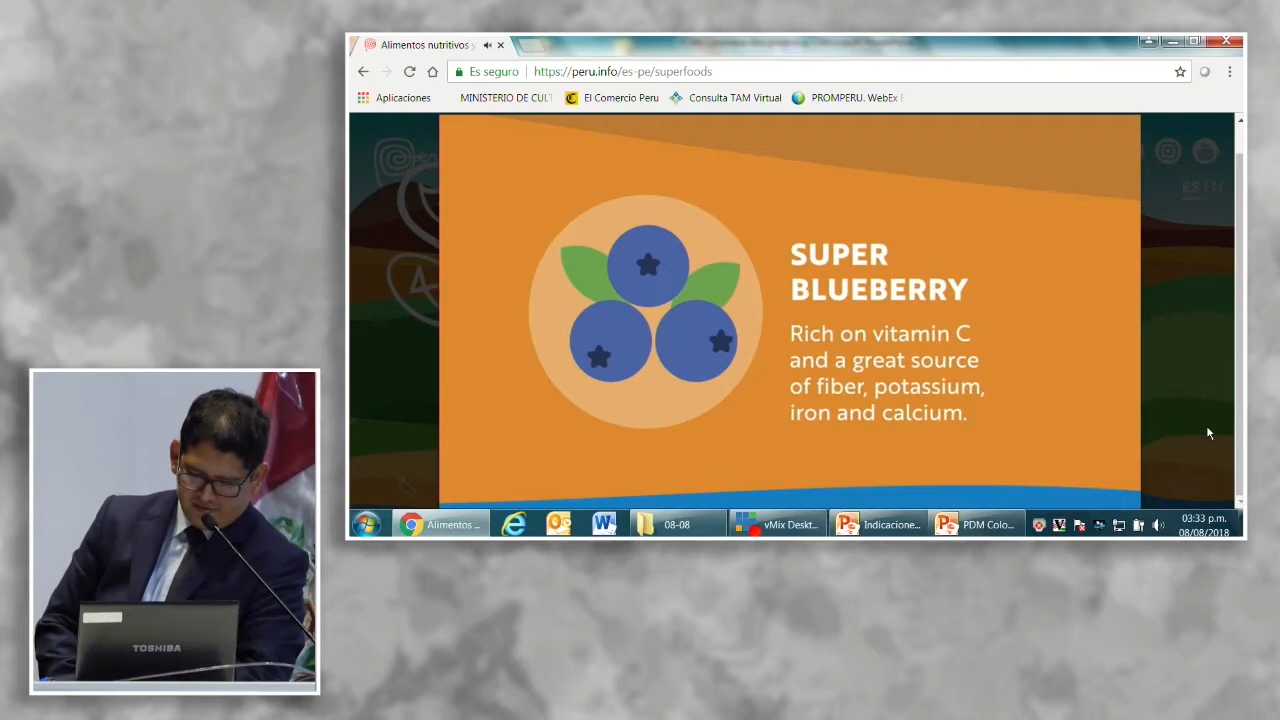 Alimentos nutritivos y
Es seguro
https://peru.info/es-pe/superfoods
Aplicaciones
MINISTERIO DE CULT
El Comercio Peru
Consulta TAM Virtual
PROMPERU. WebEx E
ES EN
SUPER
BLUEBERRY
Rich on vitamin C
and a great source
of fiber, potassium,
iron and calcium.
Alimentos ...
08-08
vMix Deskt...
Indicacione...
PDM Colo...
03:33 p.m.
08/08/2018
TOSHIBA